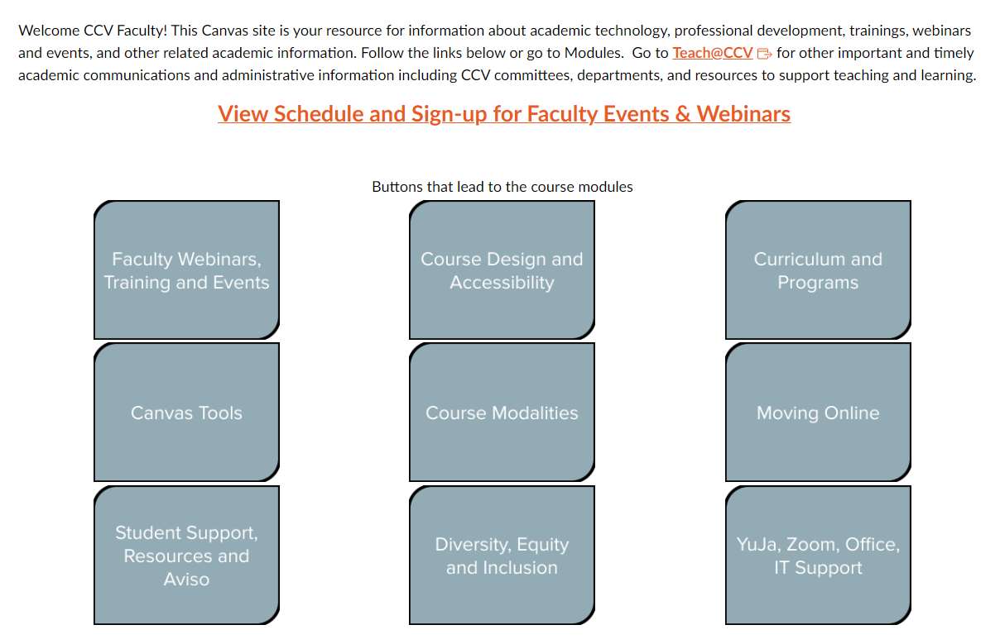 Welcome CCV Faculty! This Canvas site is your resource for information about academic technology, professional development, trainings, webinars
and events, and other related academic information. Follow the links below or go to Modules.  Go to Teach@CCV for other important and timely
academic communications and administrative information including CCV committees, departments, and resources to support teaching and learning.
View Schedule and Sign-up for Faculty Events & Webinars
Buttons that lead to the course modules
Faculty Webinars,
Training and Events
Course Design and
Accessibility
Curriculum and
Programs
Canvas Tools
Course Modalities
Moving Online
Student Support,
Resources and
Aviso
Diversity, Equity
and Inclusion
YuJa, Zoom, Office,
IT Support